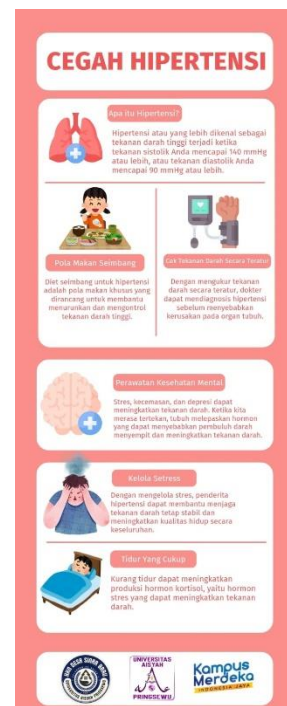 CEGAH HIPERTENSI
Apa Itu Hipertensi?
Hipertensi atau yang lebih dikenal sebagai
tekanan darah tinggi terjadi ketika
tekanan sistolik Anda mencapai 140 mmHg
atau lebih, atau tekanan diastolik Anda
mencapai 90 mmHg atau lebih.
Pola Makan Seimbang
Diet seimbang untuk hipertensi
adalah pola makan khusus yang
dirancang untuk membantu
menurunkan dan mengontrol
tekanan darah tinggi.
Cek Tekanan Darah Secara Teratur
Dengan mengukur tekanan
darah secara teratur, dokter
dapat mendiagnosis hipertensi
sebelum menyebabkan
kerusakan pada organ tubuh.
Perawatan Kesehatan Mental
Stres, kecemasan, dan depresi dapat
meningkatkan tekanan darah. Ketika kita
merasa tertekan, tubuh melepaskan hormon
yang dapat menyebabkan pembuluh darah
menyempit dan meningkatkan tekanan darah.
Kelola Setress
Dengan mengelola stres, penderita
hipertensi dapat membantu menjaga
tekanan darah tetap stabil dan
meningkatkan kualitas hidup secara
keseluruhan.
Tidur Yang Cukup
Kurang tidur dapat meningkatkan
produksi hormon kortisol, yaitu hormon
stres yang dapat meningkatkan tekanan
darah.
UNIVERSITAS
AISYAH
PRINGSEWU
Kampus
Merdeka
INDONESIA JAYA